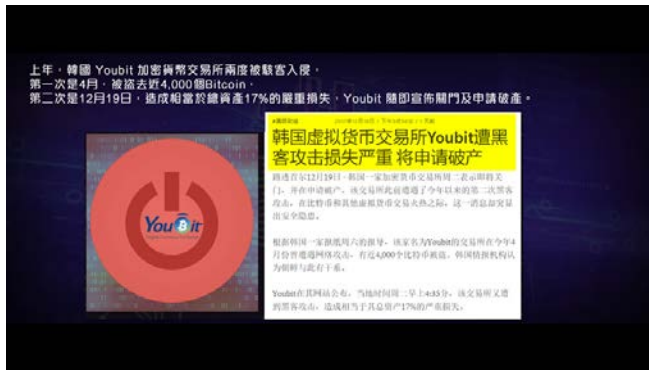 上年，韓國 Youbit 加密貨幣交易所兩度被駭客入侵，
第一次是4月，被盜去近4,000個Bitcoin，
第二次是12月19日，造成相當於總資產17%的嚴重損失，Youbit 隨即宣佈關門及申請破產。
韩国虚拟货币交易所Youbit遭黑
客攻击损失严重 将申请破产
路透首尔12月19日 - 韩国一家加密货币交易所周二表示即将关
门，并在申请破产，该交易所此前遭遇了今年以来的第二次黑客
攻击，在比特币和其他虚拟货币交易火热之际，这一消息却突显
出安全隐患。
根据韩国一家报纸周六的报导，该家名为Youbit的交易所在今年4
月份曾遭遇网络攻击，有近4,000个比特币被盗，韩国情报机构认
为朝鲜与此有干系。
Youbit在其网站公布，当地时间周二早上4:35分，该交易所又遭
到黑客攻击，造成相当于其总资产17%的严重损失。
YouBit